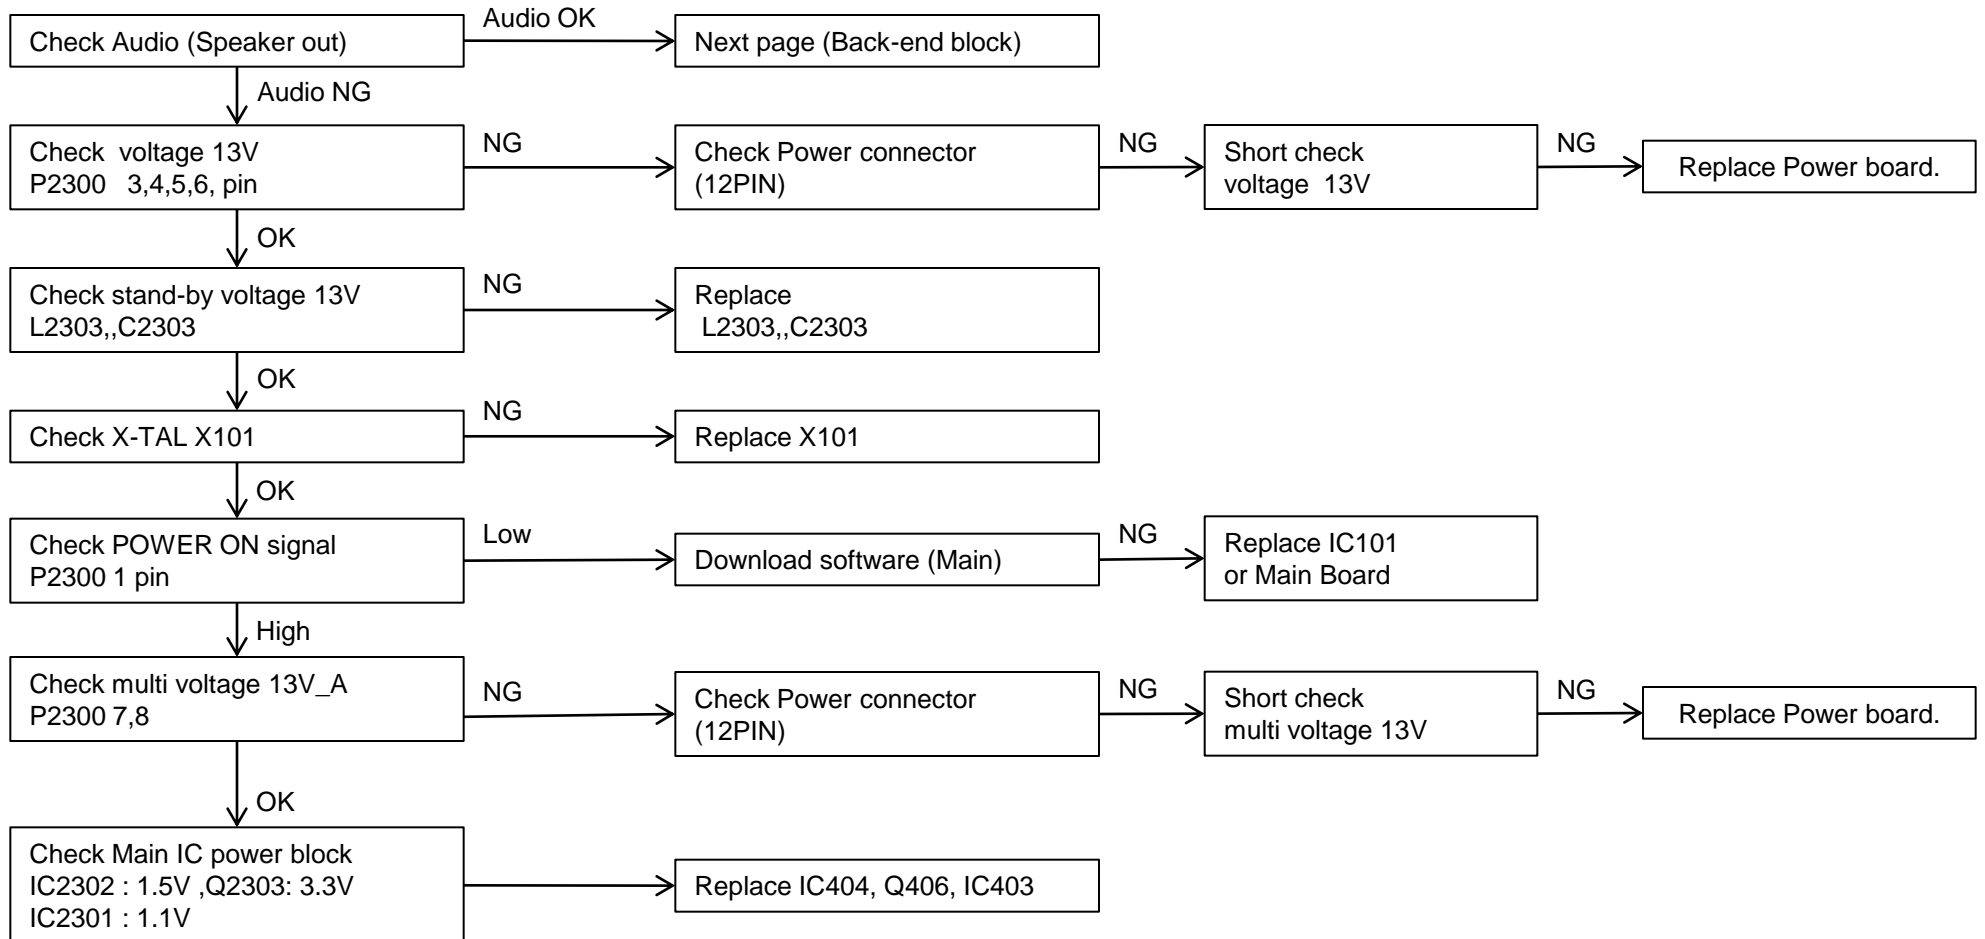 Audio OK
Check Audio (Speaker out)
Next page (Back-end block)
Audio NG
Check  voltage 13V
P2300   3,4,5,6, pin
NG
Check Power connector
(12PIN)
NG
Short check
voltage  13V
NG
Replace Power board.
OK
Check stand-by voltage 13V
L2303,,C2303
NG
Replace
L2303,,C2303
OK
Check X-TAL X101
NG
Replace X101
OK
Check POWER ON signal
P2300 1 pin
Low
Download software (Main)
NG
Replace IC101
or Main Board
High
Check multi voltage 13V_A
P2300 7,8
NG
Check Power connector
(12PIN)
NG
Short check
multi voltage 13V
NG
Replace Power board.
OK
Check Main IC power block
IC2302 : 1.5V ,Q2303: 3.3V
IC2301 : 1.1V
Replace IC404, Q406, IC403